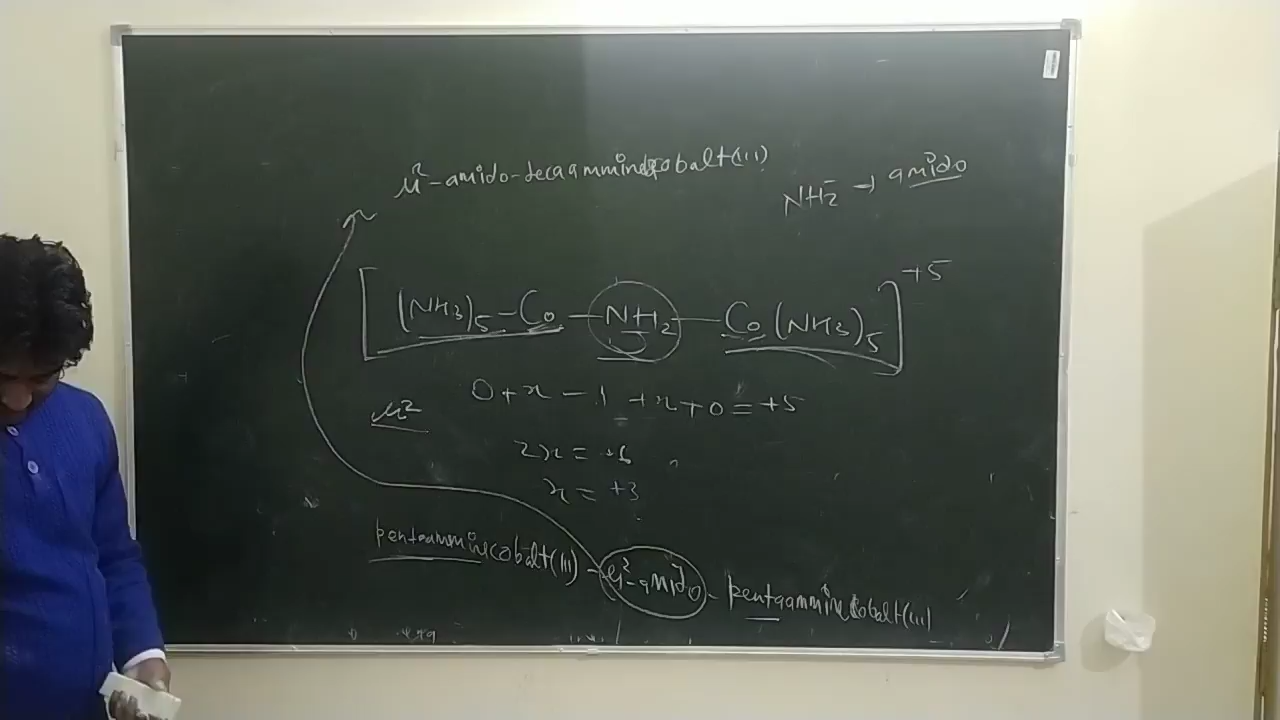 μ²-amido-decaamminecobalt(III)
NH₂⁻ → amido
[(NH₃)₅-Co-NH₂-Co(NH₃)₅]⁺⁵
0+x-1+x+0=+5
μ²
2x=+6
x=+3
pentaamminecobalt(III)-μ²-amido-pentaamminecobalt(III)